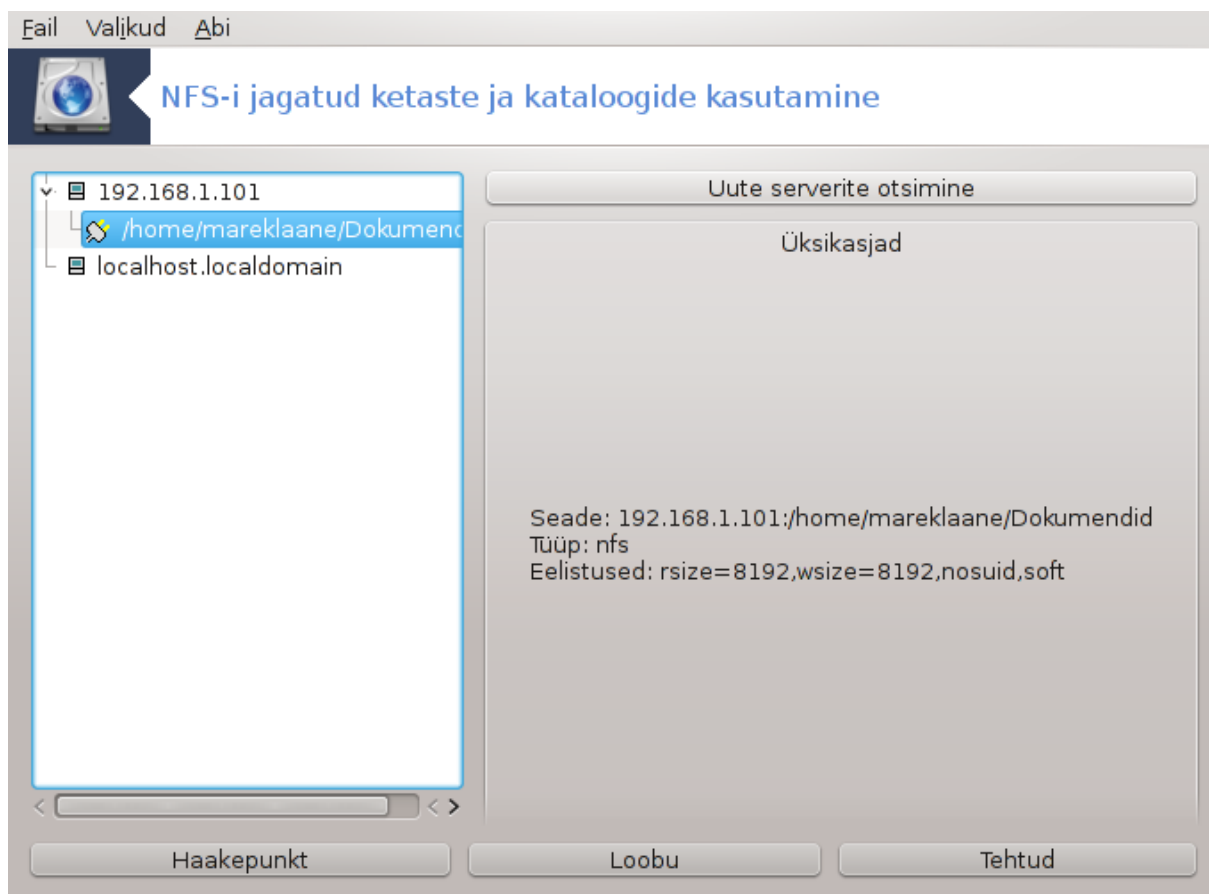 Fail Valikud Abi
NFS-i jagatud ketaste ja kataloogide kasutamine
192.168.1.101
/home/mareklaane/Dokumend
localhost.localdomain
Uute serverite otsimine
Üksikasjad
Seade: 192.168.1.101:/home/mareklaane/Dokumendid
Tüüp: nfs
Eelistused: rsize=8192,wsize=8192,nosuid,soft
Haakepunkt
Loobu
Tehtud